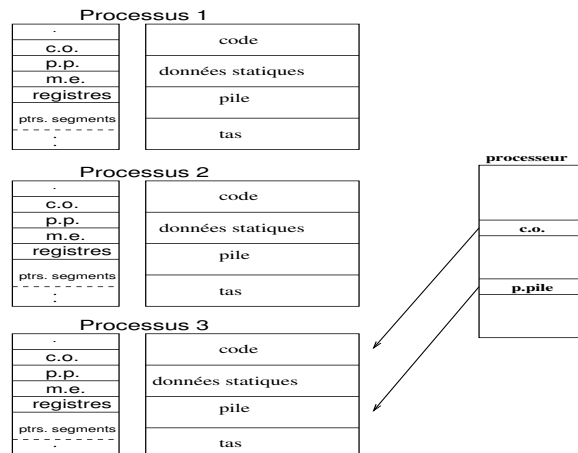 Processus 1
.
c.o.
p.p.
m.e.
registres
ptrs. segments
:
code
données statiques
pile
tas
Processus 2
.
c.o.
p.p.
m.e.
registres
ptrs. segments
:
code
données statiques
pile
tas
Processus 3
.
c.o.
p.p.
m.e.
registres
ptrs. segments
.
code
données statiques
pile
tas
processeur
c.o.
p.pile